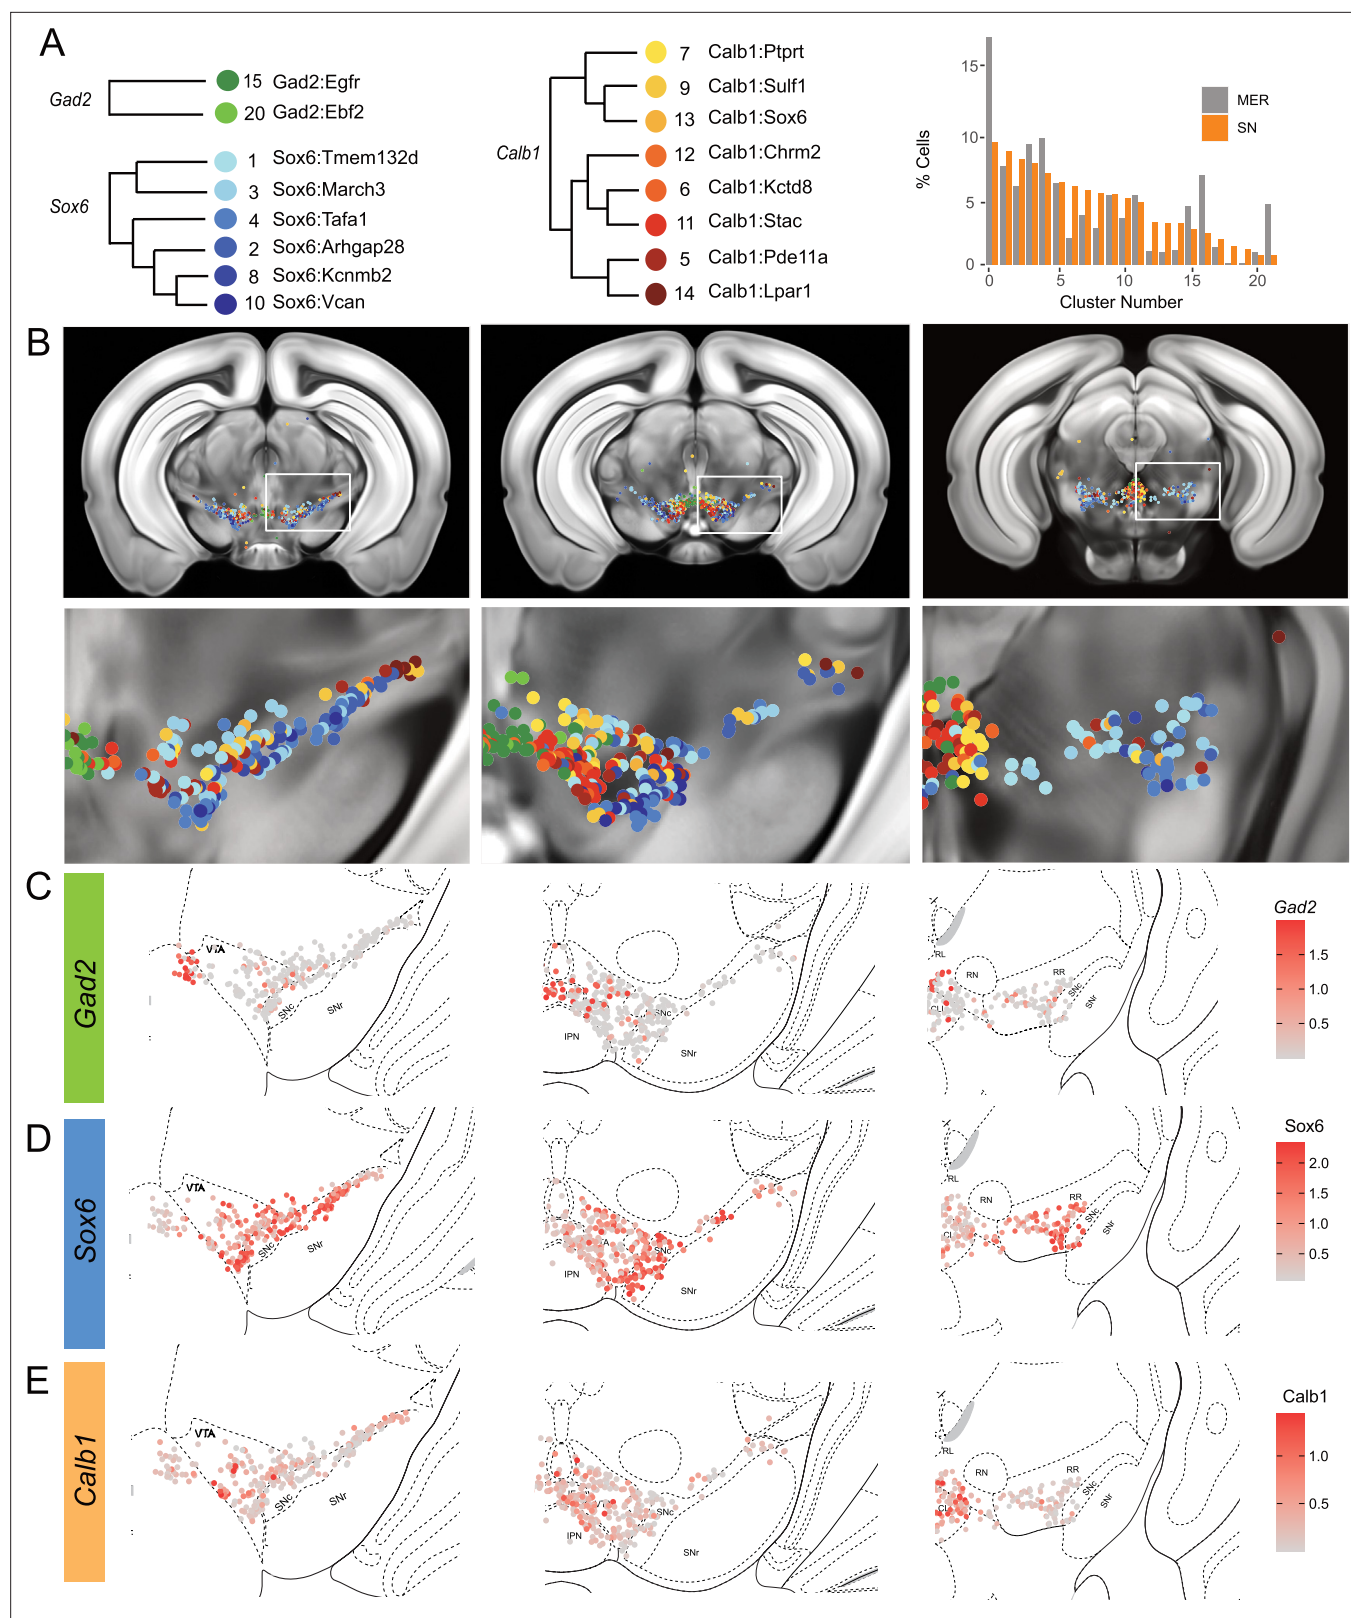 A
Gad2
15 Gad2:Egfr
20 Gad2:Ebf2
Sox6
1 Sox6:Tmem132d
3 Sox6:March3
4 Sox6:Tafa1
2 Sox6:Arhgap28
8 Sox6:Kcnmb2
10 Sox6:Vcan
Calb1
7 Calb1:Ptprt
9 Calb1:Sulf1
13 Calb1:Sox6
12 Calb1:Chrm2
6 Calb1:Kctd8
11 Calb1:Stac
5 Calb1:Pde11a
14 Calb1:Lpar1
% Cells
15
10
5
0
0 5 10 15 20
Cluster Number
MER
SN
B
C
Gad2
VTA
SNc
SNr
IPN
SNc
SNr
RL
RN
RR
SNc
SNr
CLI
Gad2
1.5
1.0
0.5
D
Sox6
VTA
SNc
SNr
IPN
SNc
SNr
RL
RN
RR
SNc
SNr
Sox6
2.0
1.5
1.0
0.5
E
Calb1
VTA
SNc
SNr
IPN
SNc
SNr
RL
RN
RR
SNc
SNr
Calb1
1.0
0.5